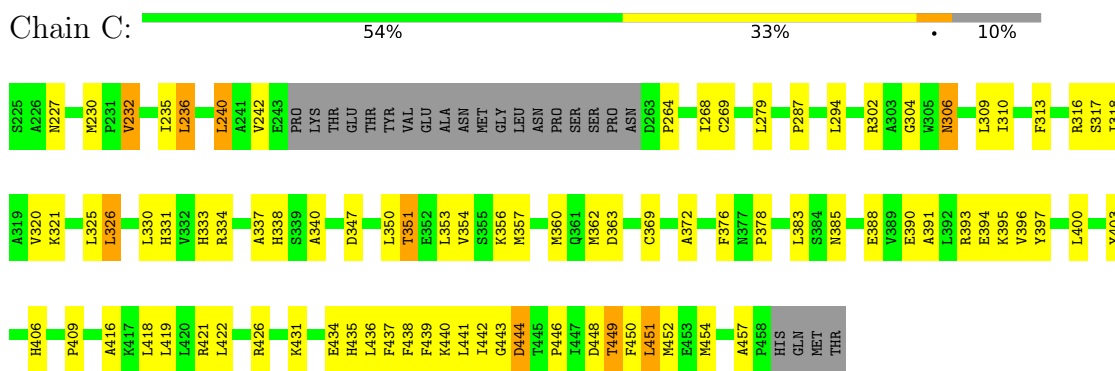 Chain C:
54% 33% • 10%
S225 A226 N227 M230 P231 V232 I235 L236 L240 A241 V242 E243 PRO LYS THR GLU THR TYR VAL GLU ALA ASN MET GLY LEU ASN PRO SER SER PRO ASN D263 P264 I268 C269 L279 P287 L294 R302 A303 G304 W305 N306 L309 I310 F313 R316 S317 I318
A319 V320 K321 L325 L326 L330 H331 V332 H333 R334 A337 H338 S339 A340 D347 L350 T351 E352 L353 V354 S355 K356 M357 M360 Q361 M362 D363 C369 A372 F376 N377 P378 L383 S384 N385 E388 V389 E390 A391 L392 R393 E394 K395 V396 Y397 L400
H406 P409 A416 K417 L418 L419 L420 R421 L422 R426 K431 E434 H435 L436 F437 F438 F439 K440 L441 I442 G443 D444 T445 P446 I447 D448 T449 F450 L451 M452 E453 M454 A457 P458 HIS GLN MET THR